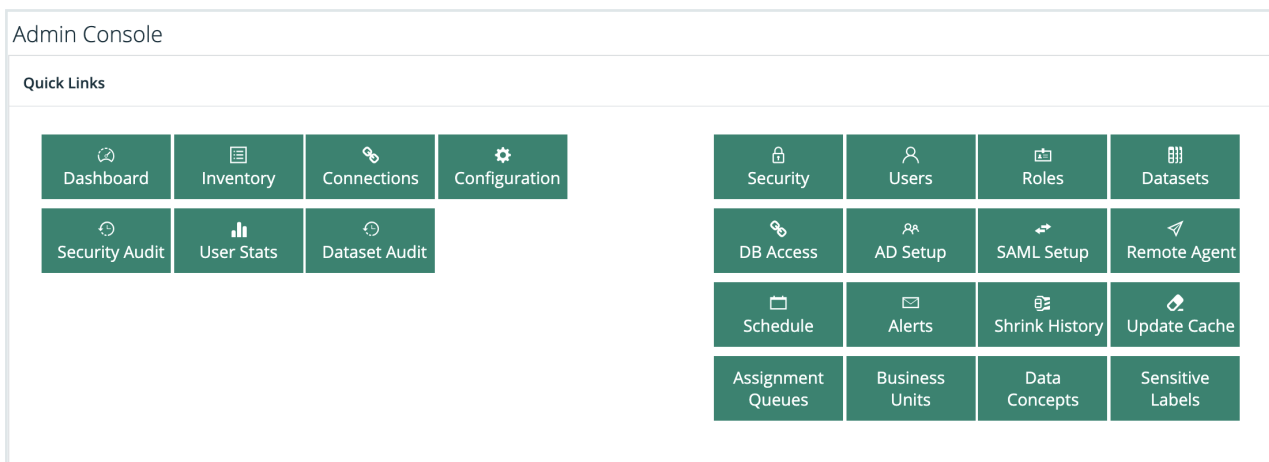 Admin Console
Quick Links
Dashboard
Inventory
Connections
Configuration
Security Audit
User Stats
Dataset Audit
Security
Users
Roles
Datasets
DB Access
AD Setup
SAML Setup
Remote Agent
Schedule
Alerts
Shrink History
Update Cache
Assignment
Queues
Business
Units
Data
Concepts
Sensitive
Labels